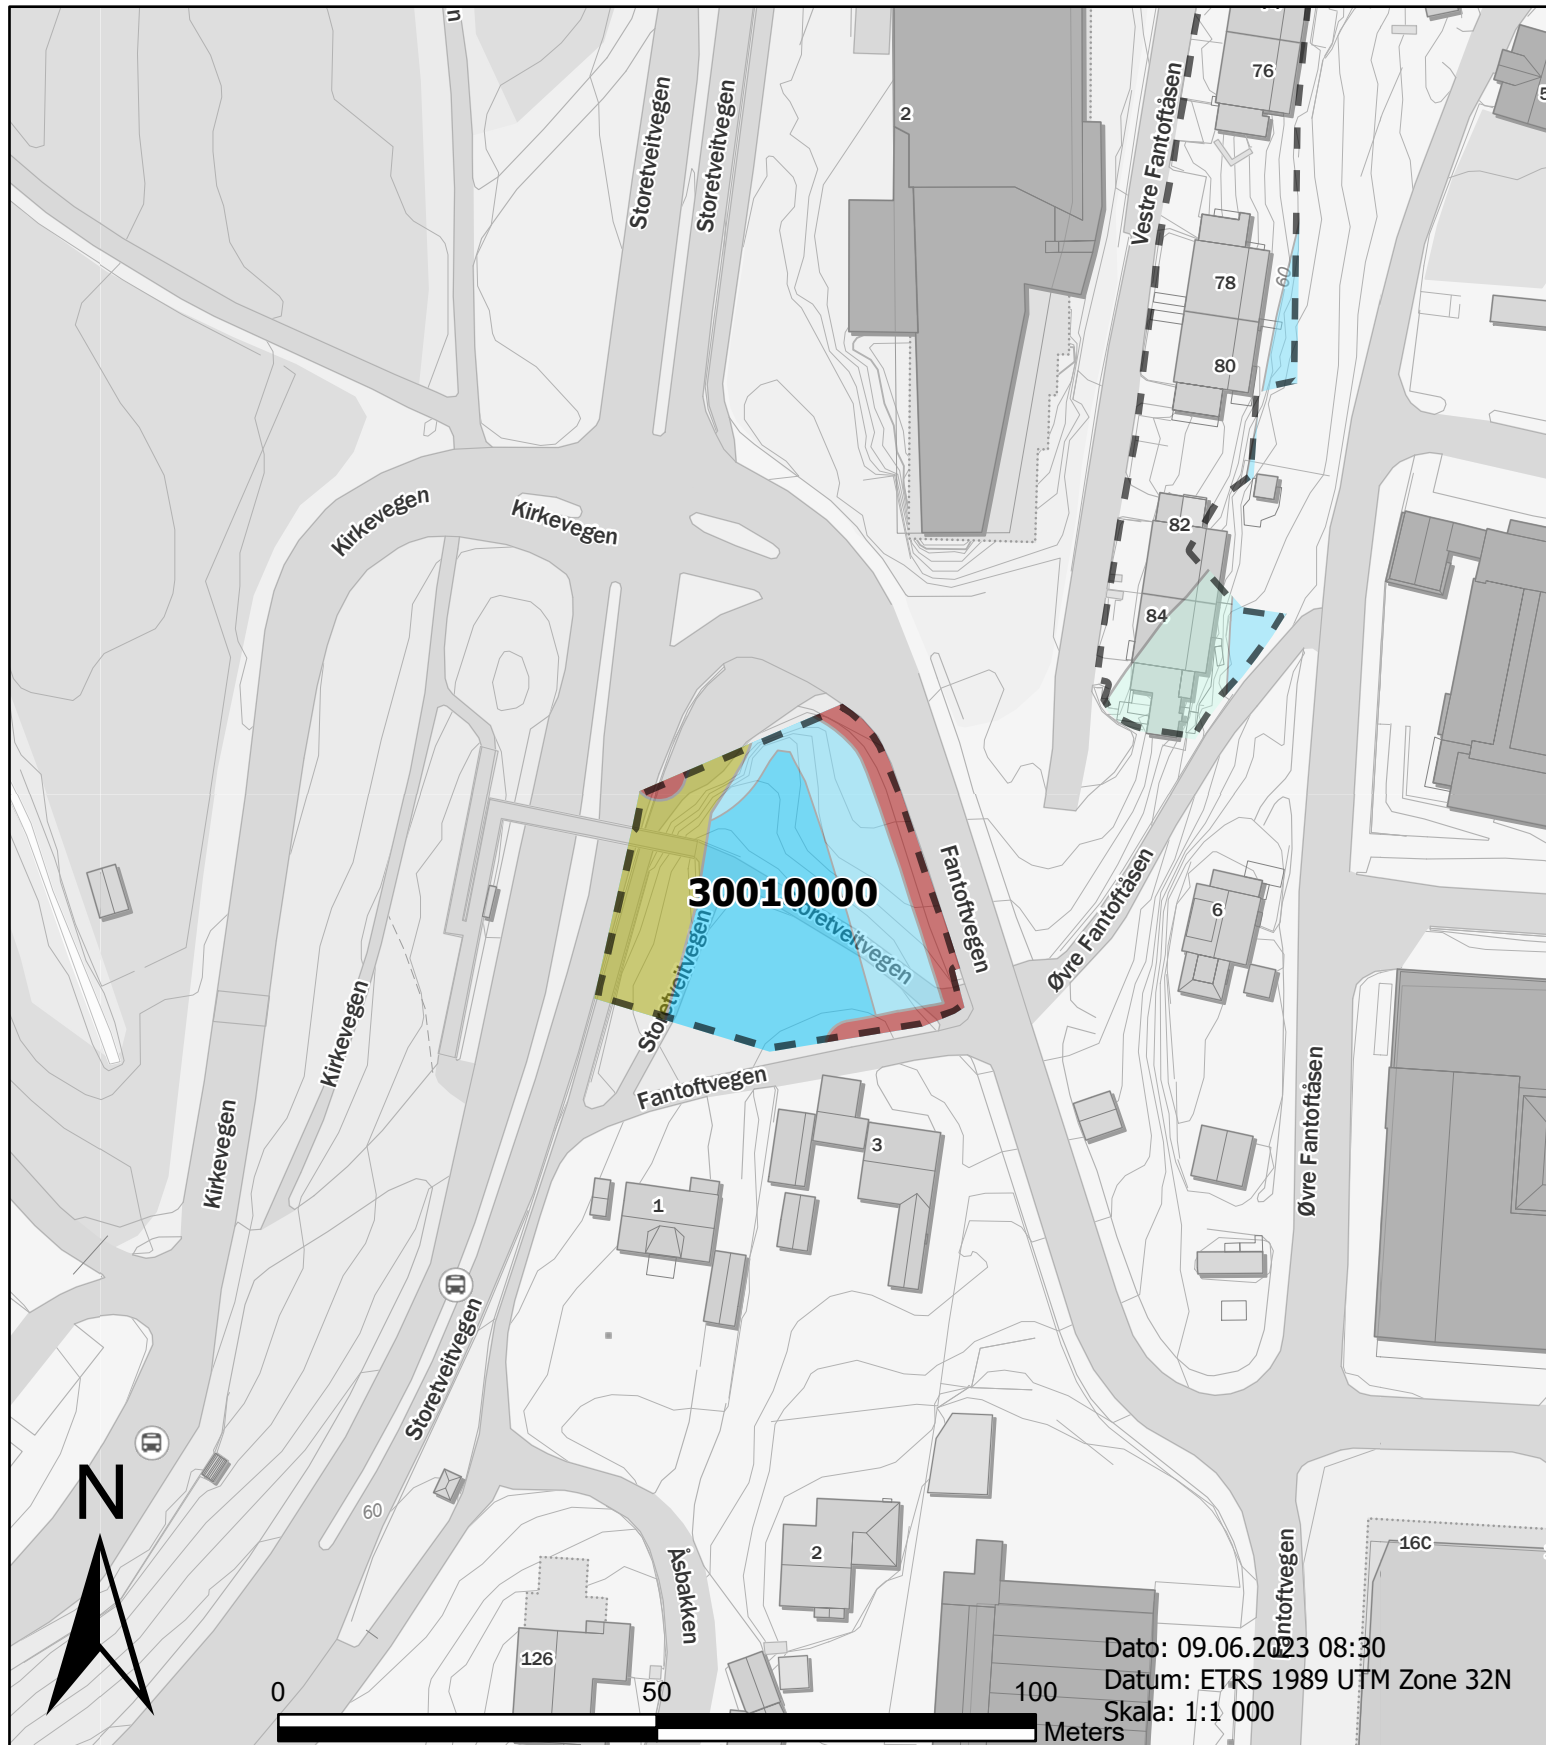 76
2
Storetveitvegen
Storetveitvegen
Vestre Fantoftåsen
78
60
80
Kirkevegen
Kirkevegen
82
84
30010000
Storetveitvegen
Fantoftvegen
Øvre Fantoftåsen
6
Storetveitvegen
Kirkevegen
Fantoftvegen
Kirkevegen
3
1
Øvre Fantoftåsen
Storetveitvegen
N
60
2
Åsbakken
16C
Fantoftvegen
126
Dato: 09.06.2023 08:30
Datum: ETRS 1989 UTM Zone 32N
Skala: 1:1 000
0 50 100
Meters